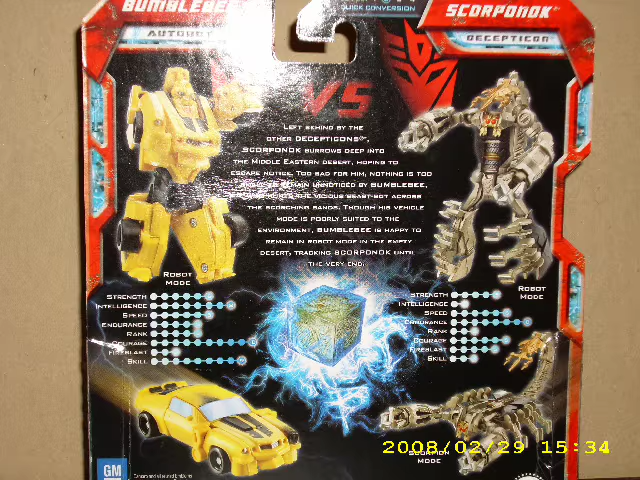 BUMBLEBEE
QUICK CONVERSION
SCORPONOK
AUTOBOT
DECEPTICON
VS
LEFT BEHIND BY THE
OTHER DECEPTICONS,
SCORPONOK BURROWS DEEP INTO
THE MIDDLE EASTERN DESERT, HOPING TO
ESCAPE NOTICE. TOO BAD FOR HIM, NOTHING IS TOO
REMAIN UNNOTICED BY BUMBLEBEE,
THE VICIOUS BEAST-BOT ACROSS
THE SCORCHING SANDS. THOUGH HIS VEHICLE
MODE IS POORLY SUITED TO THE
ENVIRONMENT, BUMBLEBEE IS HAPPY TO
REMAIN IN ROBOT MODE IN THE EMPTY
DESERT, TRACKING SCORPONOK UNTIL
THE VERY END.
ROBOT
MODE
STRENGTH
INTELLIGENCE
SPEED
ENDURANCE
RANK
COURAGE
FIREBLAST
SKILL
ROBOT
MODE
STRENGTH
INTELLIGENCE
SPEED
ENDURANCE
RANK
COURAGE
FIREBLAST
SKILL
SCORPION
MODE
GM
2008/02/29 15:34